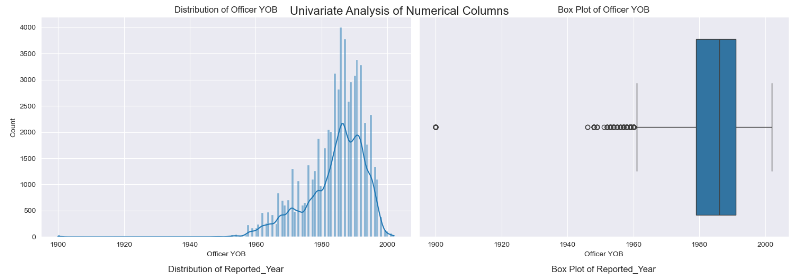 Univariate Analysis of Numerical Columns
Distribution of Officer YOB
Box Plot of Officer YOB
4000
3500
3000
2500
2000
1500
1000
500
0
Count
1900 1920 1940 1960 1980 2000
Officer YOB
1900 1920 1940 1960 1980 2000
Officer YOB
Distribution of Reported_Year
Box Plot of Reported_Year